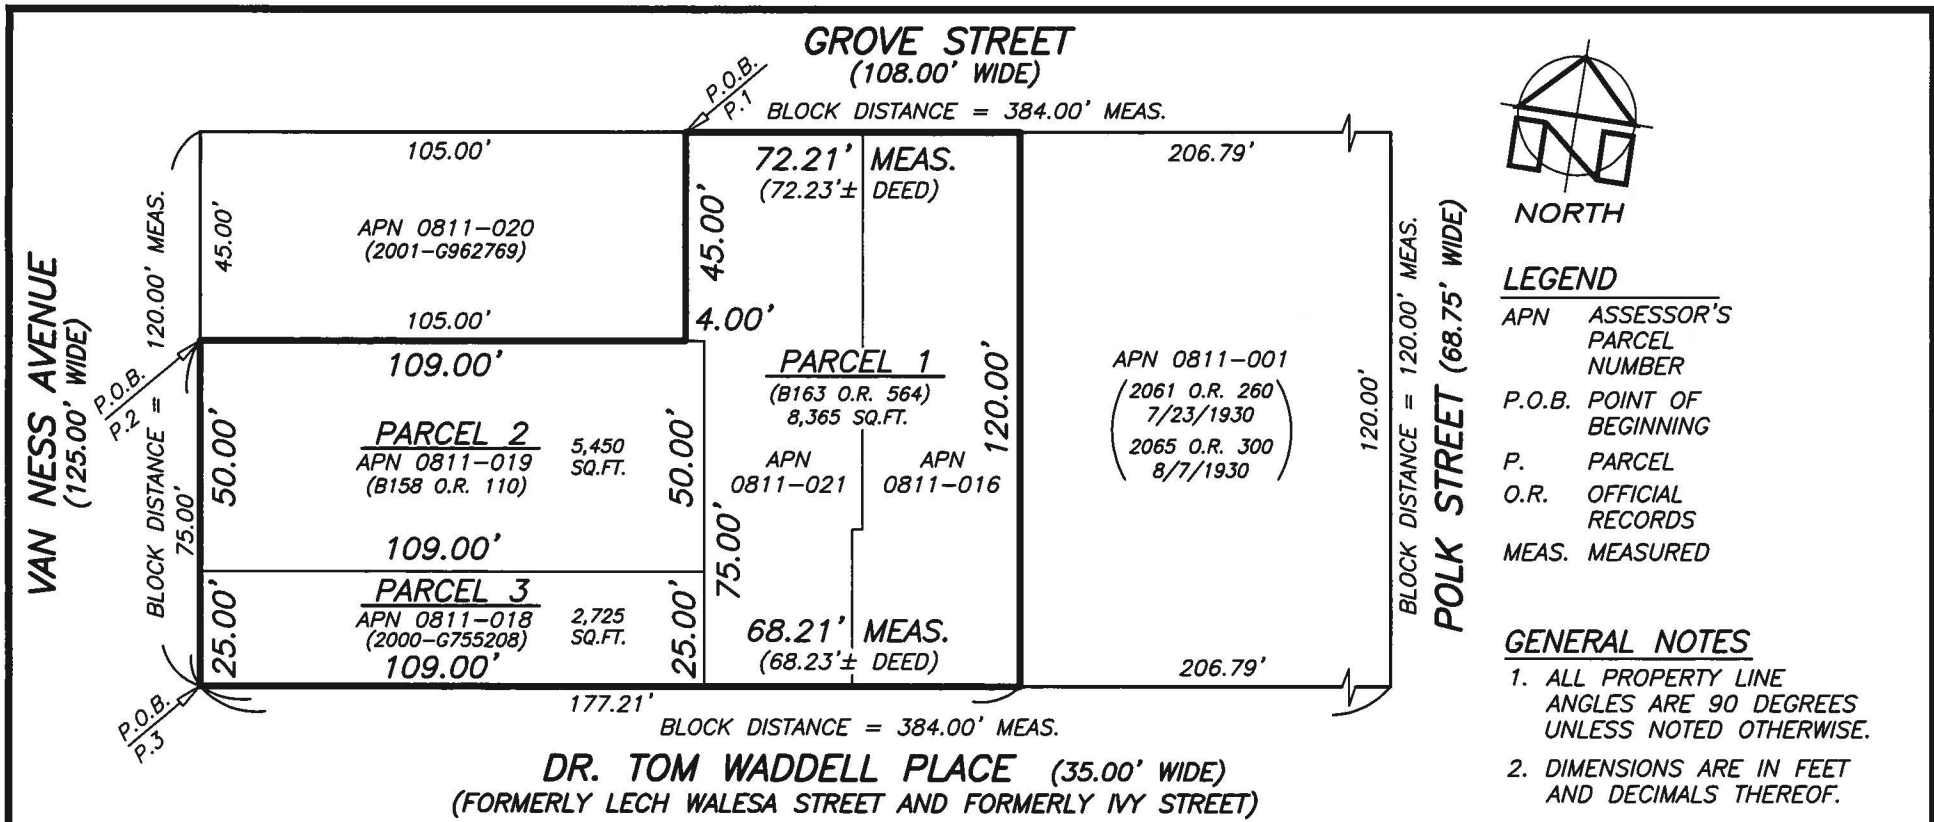 GROVE STREET
(108.00' WIDE)
BLOCK DISTANCE = 384.00' MEAS.
P.O.B.
P.1
105.00'
45.00'
APN 0811-020
(2001-G962769)
105.00'
VAN NESS AVENUE
(125.00' WIDE)
BLOCK DISTANCE = 120.00' MEAS.
75.00'
P.O.B.
P.2
109.00'
50.00'
PARCEL 2
APN 0811-019
(B158 O.R. 110)
5,450
SQ.FT.
50.00'
109.00'
25.00'
PARCEL 3
APN 0811-018
(2000-G755208)
2,725
SQ.FT.
25.00'
109.00'
P.O.B.
P.3
72.21' MEAS.
(72.23'± DEED)
45.00'
4.00'
PARCEL 1
(B163 O.R. 564)
8,365 SQ.FT.
120.00'
APN
0811-021
APN
0811-016
75.00'
68.21' MEAS.
(68.23'± DEED)
206.79'
APN 0811-001
2061 O.R. 260
7/23/1930
2065 O.R. 300
8/7/1930
120.00'
206.79'
BLOCK DISTANCE = 120.00' MEAS.
POLK STREET (68.75' WIDE)
177.21'
BLOCK DISTANCE = 384.00' MEAS.
DR. TOM WADDELL PLACE (35.00' WIDE)
(FORMERLY LECH WALESA STREET AND FORMERLY IVY STREET)
NORTH
LEGEND
APN ASSESSOR'S
PARCEL
NUMBER
P.O.B. POINT OF
BEGINNING
P. PARCEL
O.R. OFFICIAL
RECORDS
MEAS. MEASURED
GENERAL NOTES
1. ALL PROPERTY LINE
ANGLES ARE 90 DEGREES
UNLESS NOTED OTHERWISE.
2. DIMENSIONS ARE IN FEET
AND DECIMALS THEREOF.